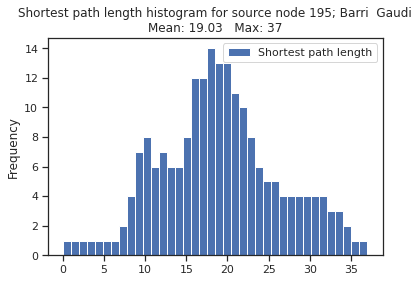 Shortest path length histogram for source node 195; Barri  Gaudi
Mean: 19.03   Max: 37
Shortest path length
Frequency
14
12
10
8
6
4
2
0
0 5 10 15 20 25 30 35